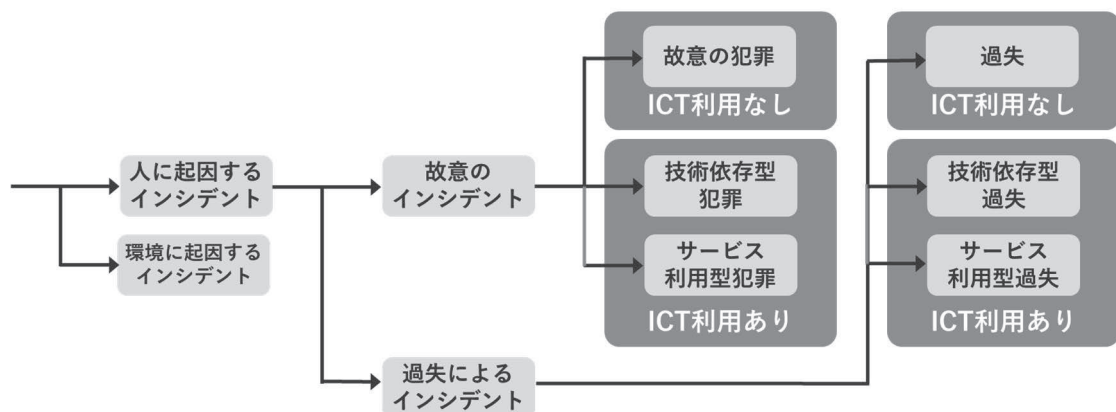 人に起因する
インシデント
環境に起因する
インシデント
故意の
インシデント
過失による
インシデント
故意の犯罪
ICT利用なし
技術依存型
犯罪
サービス
利用型犯罪
ICT利用あり
過失
ICT利用なし
技術依存型
過失
サービス
利用型過失
ICT利用あり